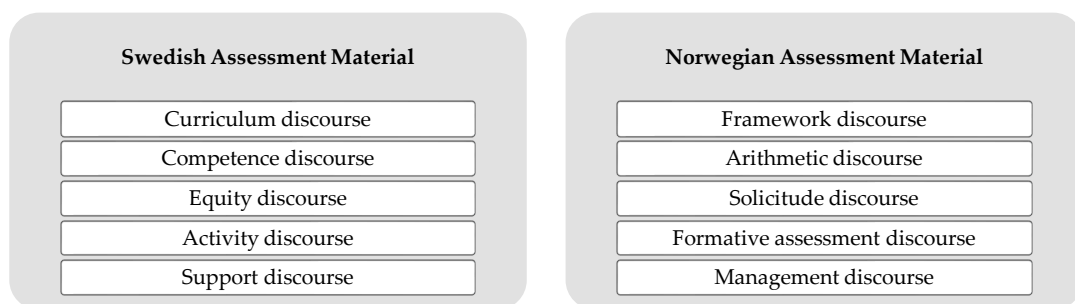 Swedish Assessment Material
Curriculum discourse
Competence discourse
Equity discourse
Activity discourse
Support discourse
Norwegian Assessment Material
Framework discourse
Arithmetic discourse
Solicitude discourse
Formative assessment discourse
Management discourse